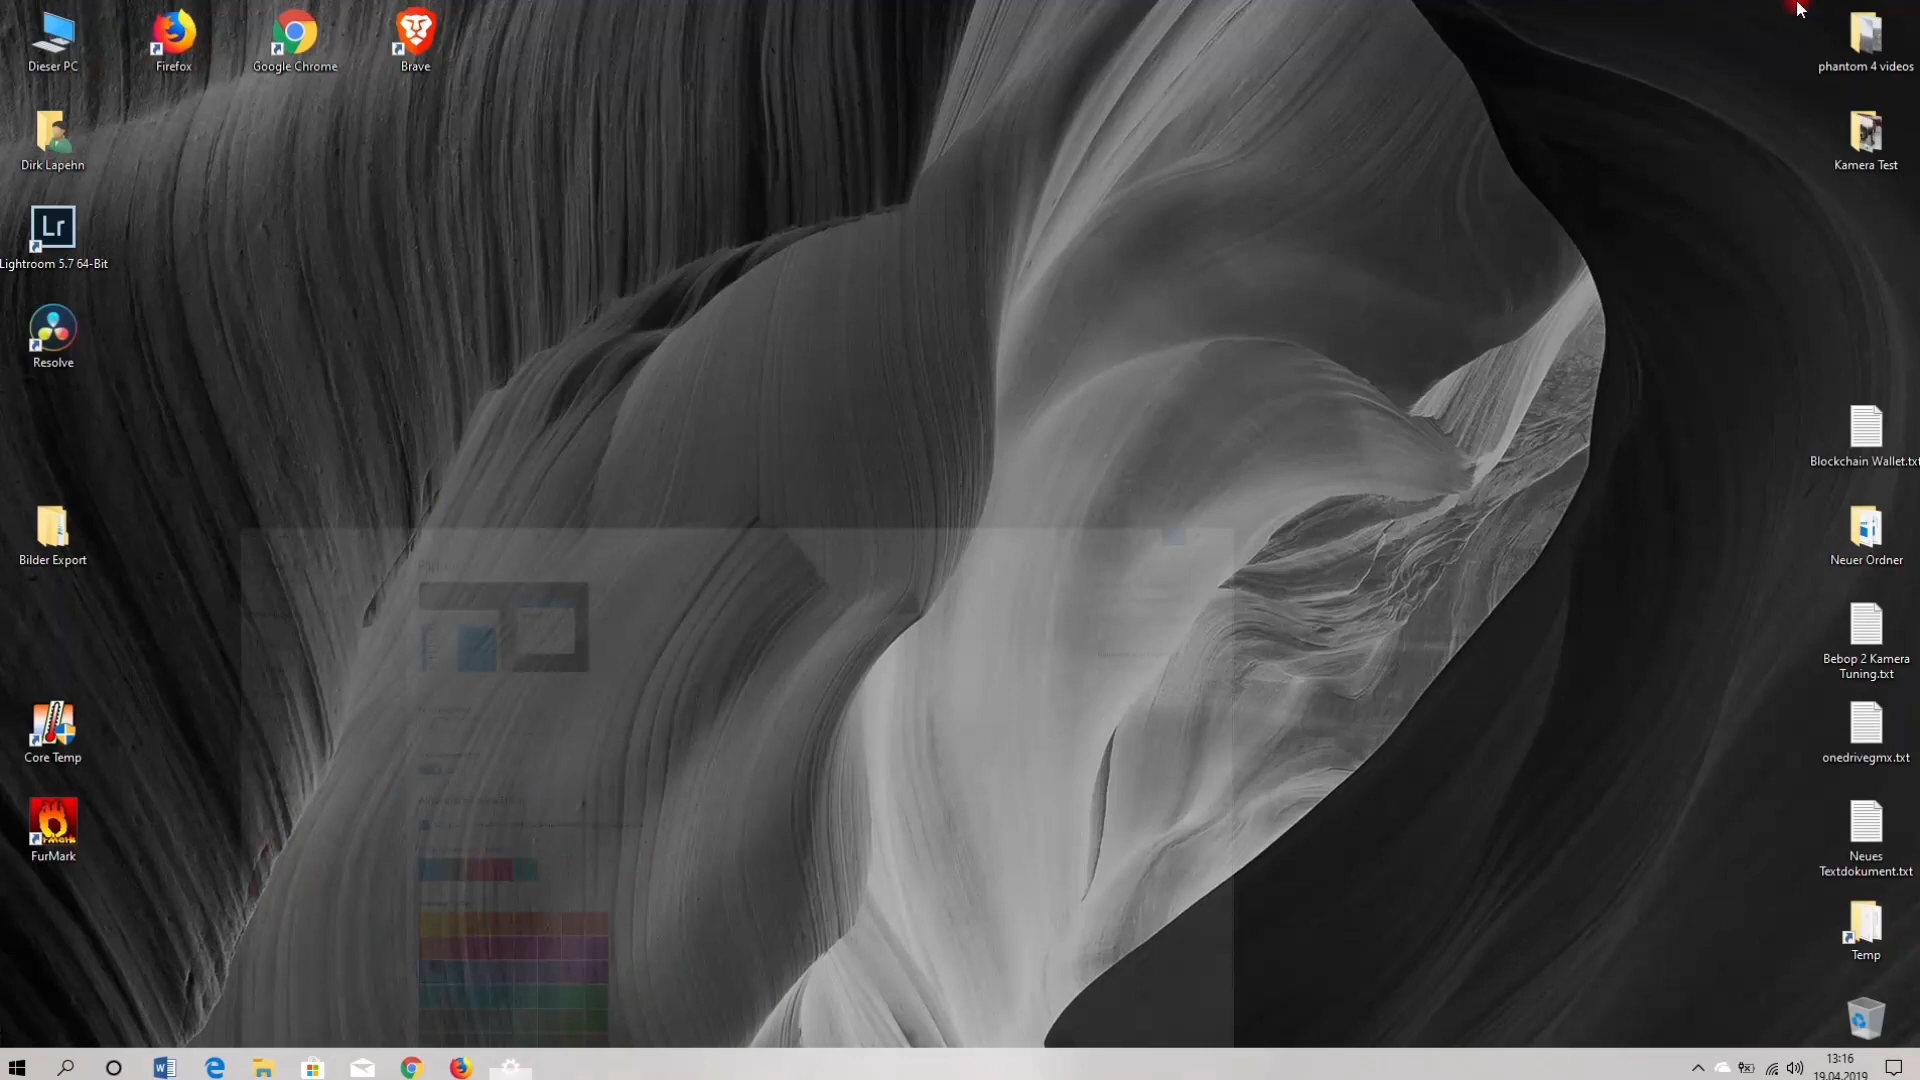 Dieser PC
Firefox
Google Chrome
Brave
phantom 4 videos
Dirk Lapehn
Kamera Test
Lr
Lightroom 5.7 64-Bit
Resolve
Blockchain Wallet.txt
Bilder Export
Neuer Ordner
Bebop 2 Kamera
Tuning.txt
Core Temp
onedrivegmx.txt
FurMark
Neues
Textdokument.txt
Temp
13:16
19.04.2019